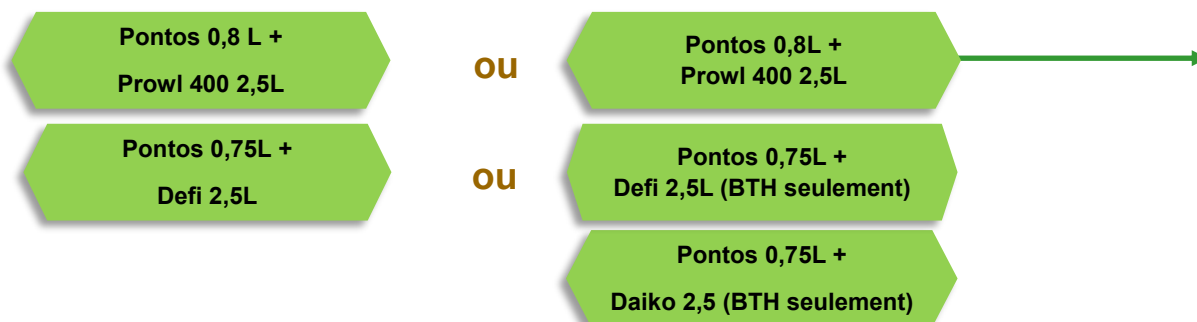 Pontos 0,8 L +
Prowl 400 2,5L
ou
Pontos 0,8L +
Prowl 400 2,5L
Pontos 0,75L +
Defi 2,5L
ou
Pontos 0,75L +
Defi 2,5L (BTH seulement)
Pontos 0,75L +
Daiko 2,5 (BTH seulement)